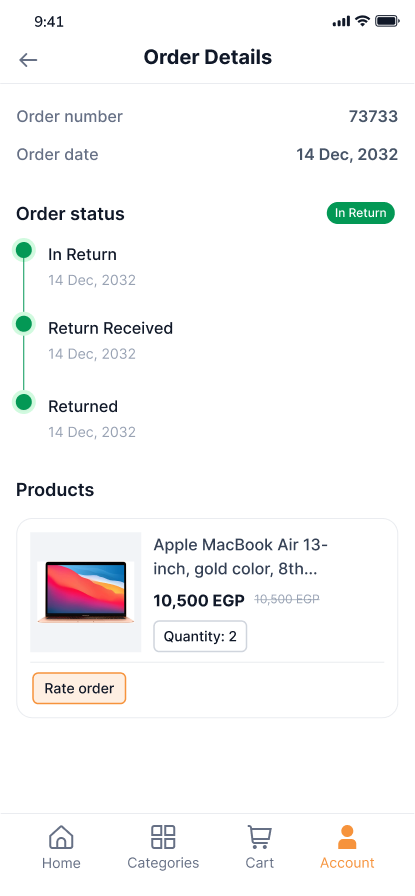 9:41
Order Details
Order number 73733
Order date 14 Dec, 2032
Order status In Return
In Return
14 Dec, 2032
Return Received
14 Dec, 2032
Returned
14 Dec, 2032
Products
Apple MacBook Air 13-
inch, gold color, 8th...
10,500 EGP 10,500 EGP
Quantity: 2
Rate order
Home Categories Cart Account